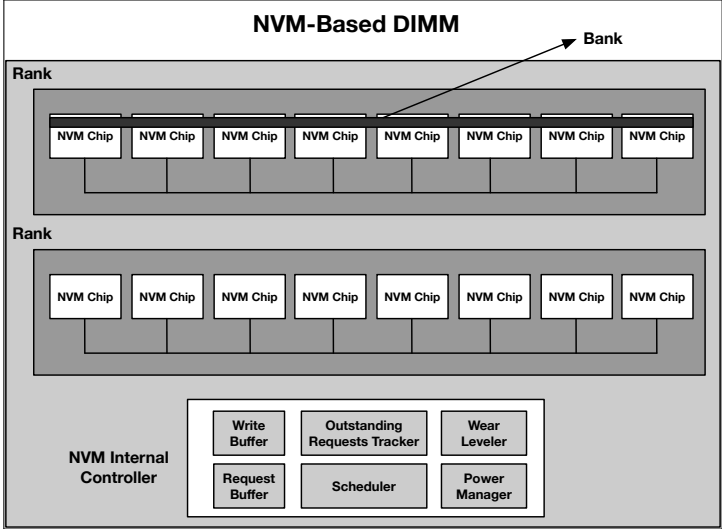 NVM-Based DIMM
Bank
Rank
NVM Chip NVM Chip NVM Chip NVM Chip NVM Chip NVM Chip NVM Chip NVM Chip
Rank
NVM Chip NVM Chip NVM Chip NVM Chip NVM Chip NVM Chip NVM Chip NVM Chip
NVM Internal
Controller
Write
Buffer
Outstanding
Requests Tracker
Wear
Leveler
Request
Buffer
Scheduler
Power
Manager